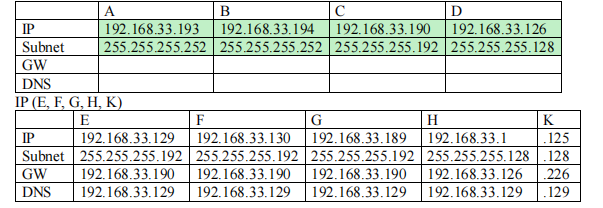 A B C D
IP 192.168.33.193 192.168.33.194 192.168.33.190 192.168.33.126
Subnet 255.255.255.252 255.255.255.252 255.255.255.192 255.255.255.128
GW
DNS
IP (E, F, G, H, K)
E F G H K
IP 192.168.33.129 192.168.33.130 192.168.33.189 192.168.33.1 .125
Subnet 255.255.255.192 255.255.255.192 255.255.255.192 255.255.255.128 .128
GW 192.168.33.190 192.168.33.190 192.168.33.190 192.168.33.126 .226
DNS 192.168.33.129 192.168.33.129 192.168.33.129 192.168.33.129 .129